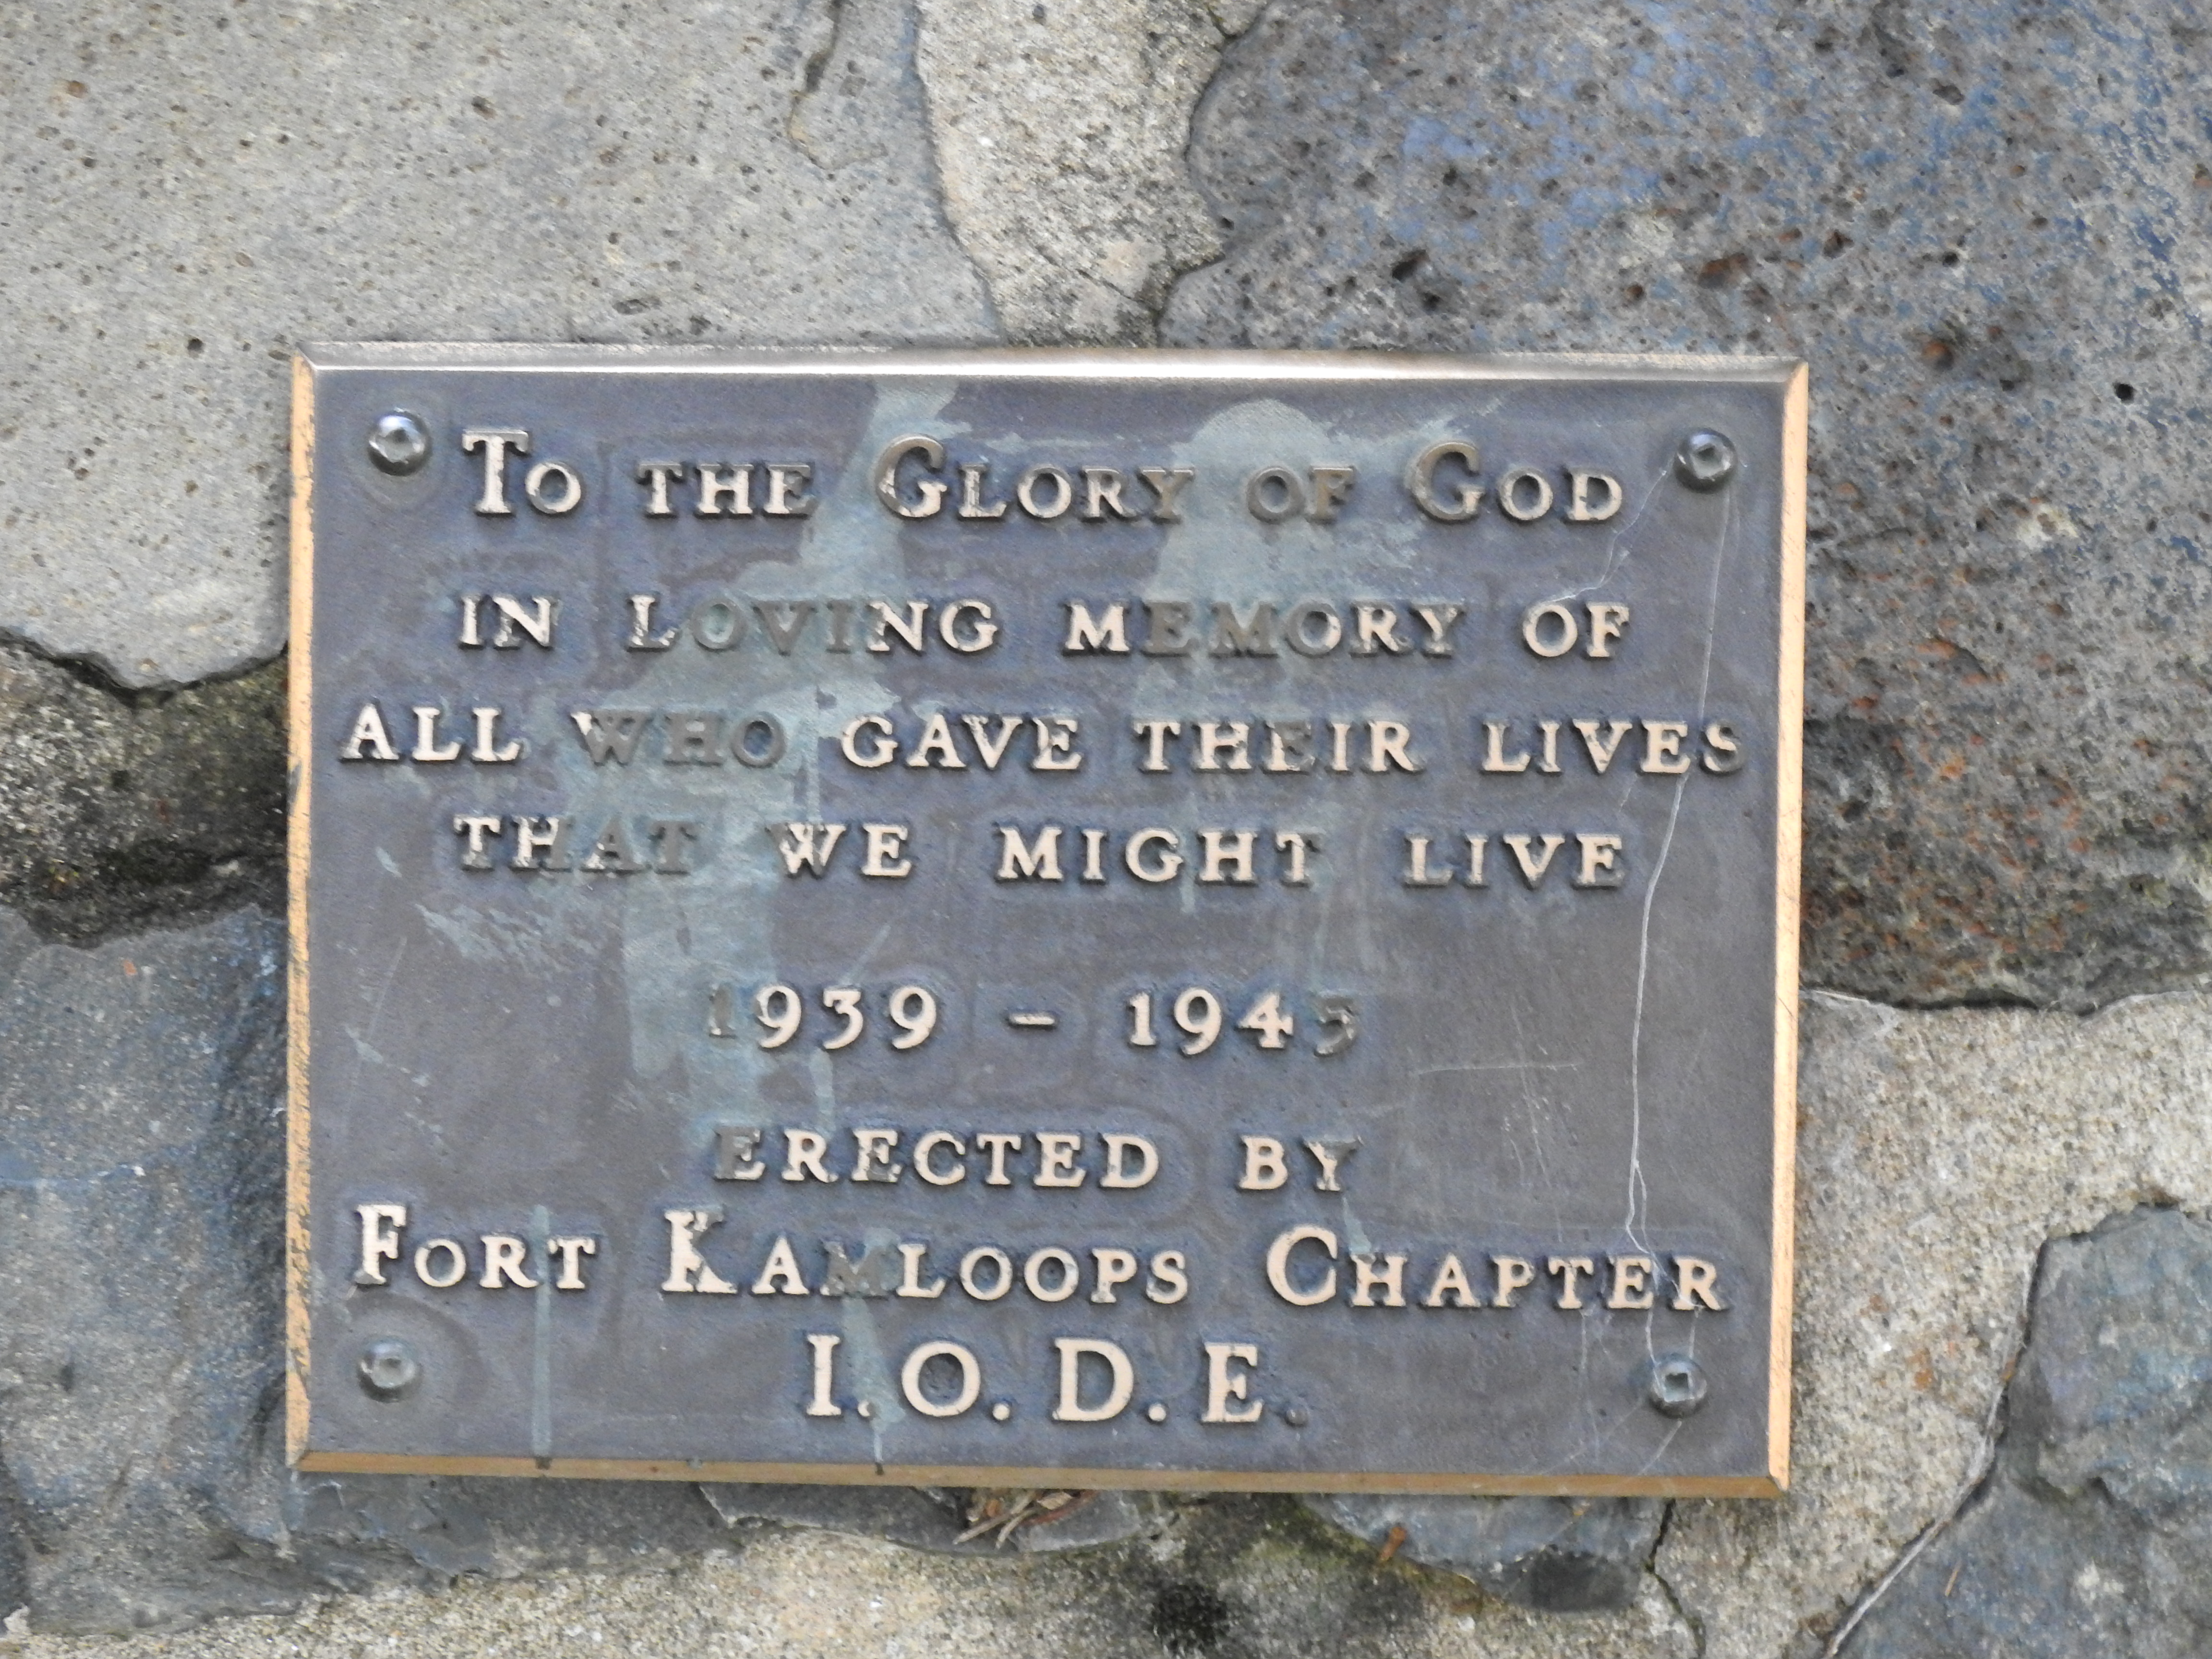 To the Glory of God
in loving memory of
all who gave their lives
that we might live
1939 – 1945
erected by
Fort Kamloops Chapter
I.O.D.E.